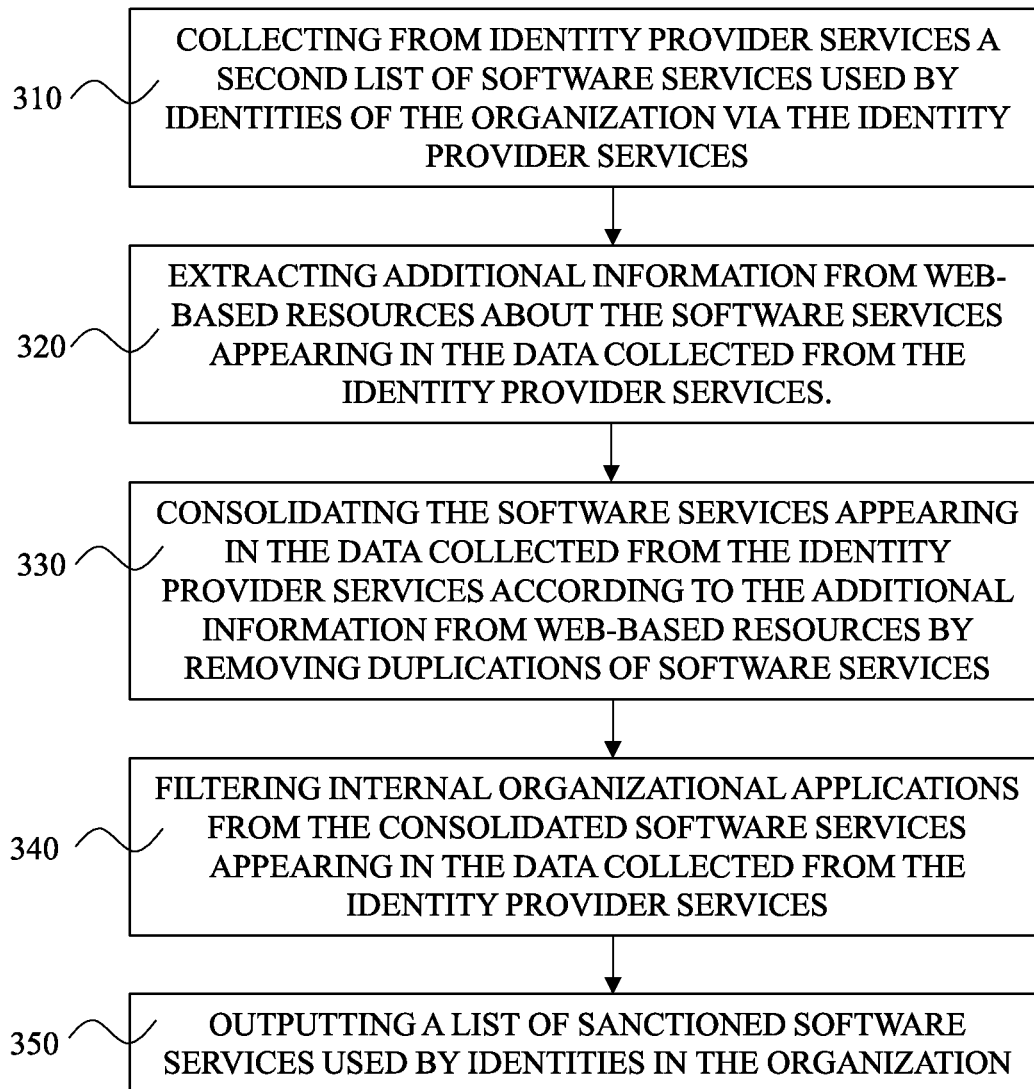 310
COLLECTING FROM IDENTITY PROVIDER SERVICES A
SECOND LIST OF SOFTWARE SERVICES USED BY
IDENTITIES OF THE ORGANIZATION VIA THE IDENTITY
PROVIDER SERVICES
320
EXTRACTING ADDITIONAL INFORMATION FROM WEB-
BASED RESOURCES ABOUT THE SOFTWARE SERVICES
APPEARING IN THE DATA COLLECTED FROM THE
IDENTITY PROVIDER SERVICES.
330
CONSOLIDATING THE SOFTWARE SERVICES APPEARING
IN THE DATA COLLECTED FROM THE IDENTITY
PROVIDER SERVICES ACCORDING TO THE ADDITIONAL
INFORMATION FROM WEB-BASED RESOURCES BY
REMOVING DUPLICATIONS OF SOFTWARE SERVICES
340
FILTERING INTERNAL ORGANIZATIONAL APPLICATIONS
FROM THE CONSOLIDATED SOFTWARE SERVICES
APPEARING IN THE DATA COLLECTED FROM THE
IDENTITY PROVIDER SERVICES
350
OUTPUTTING A LIST OF SANCTIONED SOFTWARE
SERVICES USED BY IDENTITIES IN THE ORGANIZATION